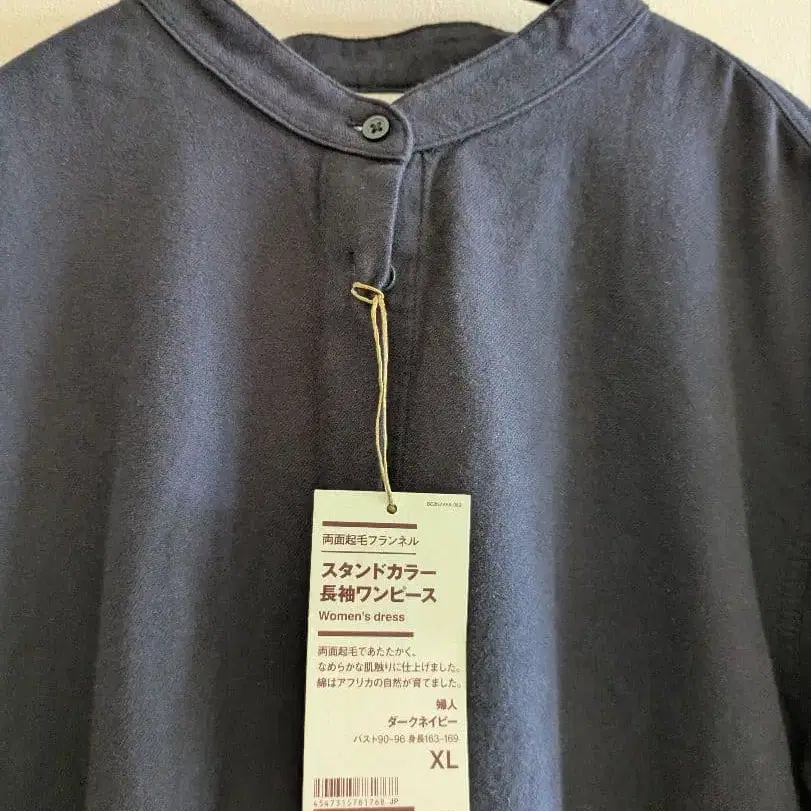 両面起毛フランネル
スタンドカラー
長袖ワンピース
Women's dress
両面起毛であたたかく、
なめらかな肌触りに仕上げました。
綿はアフリカの自然が育てました。
婦人
ダークネイビー
バスト90-96 身長163-169
XL
4547315781768 JP